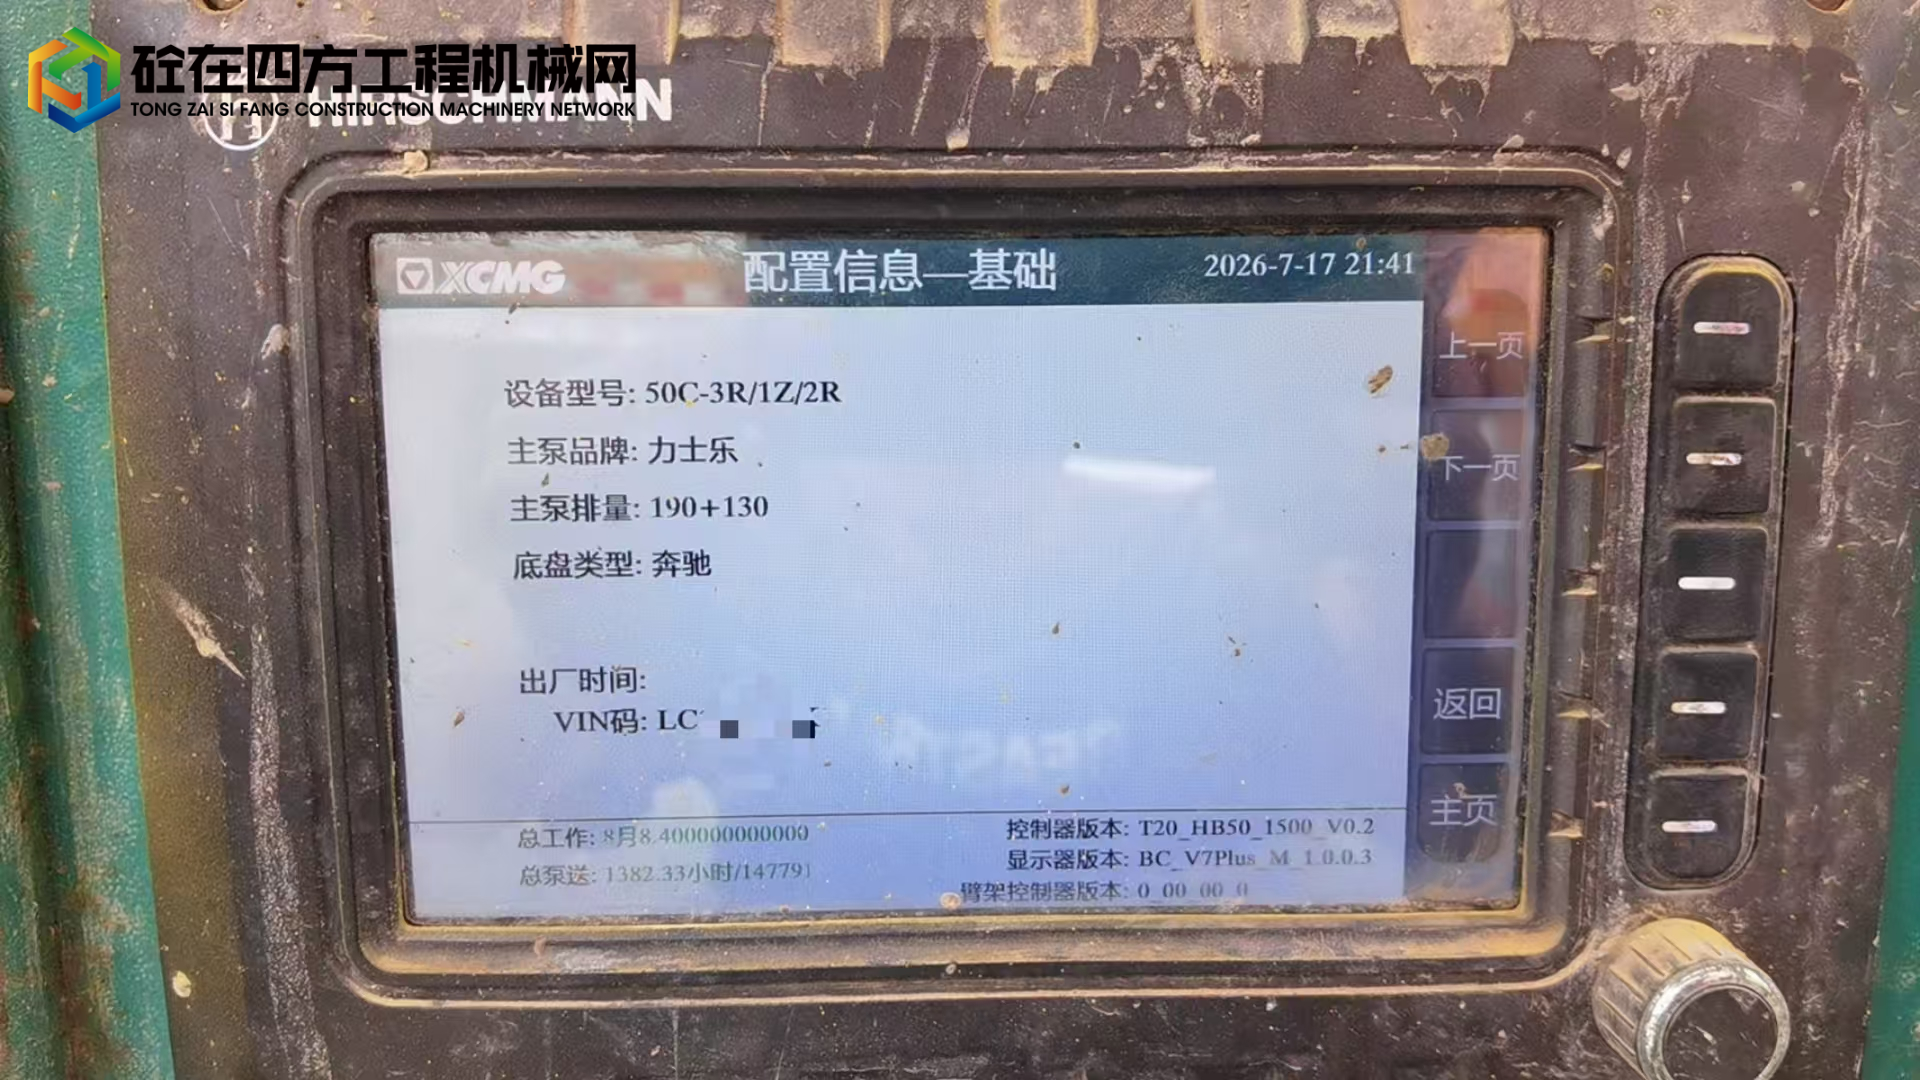 砼在四方工程机械网
TONG ZAI SI FANG CONSTRUCTION MACHINERY NETWORK
HIRSCHMANN
XCMG
配置信息—基础
2026-7-17 21:41
设备型号: 50C-3R/1Z/2R
主泵品牌: 力士乐
主泵排量: 190+130
底盘类型: 奔驰
出厂时间:
VIN码: LC
总工作: 8月8.400000000000
总泵送: 1382.33小时/147791
控制器版本: T20_HB50_1500_V0.2
显示器版本: BC_V7Plus_M_1.0.0.3
臂架控制器版本: 0_00_00_0
上一页
下一页
返回
主页